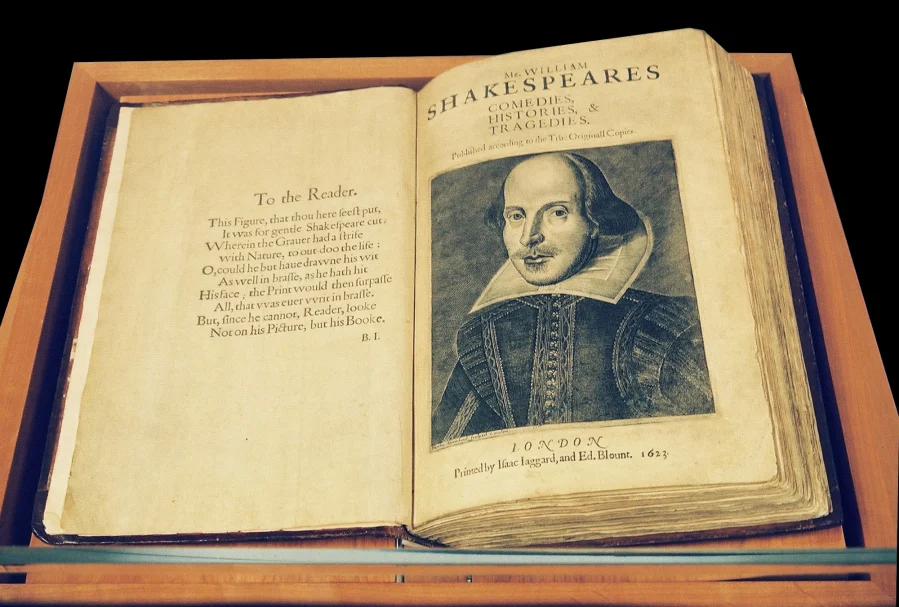 To the Reader.
This Figure, that thou here ſeeſt put,
It was for gentle Shakeſpeare cut;
Wherein the Grauer had a ſtrife
with Nature, to out-doo the life :
O, could he but haue drawne his wit
As well in braſſe, as he hath hit
His face ; the Print would then ſurpaſſe
All, that vvas euer vvrit in braſſe.
But, ſince he cannot, Reader, looke
Not on his Picture, but his Booke.
B. I.
Mr. WILLIAM
SHAKESPEARES
COMEDIES,
HISTORIES, &
TRAGEDIES.
Publiſhed according to the True Originall Copies.
LONDON
Printed by Iſaac Iaggard, and Ed. Blount. 1623.